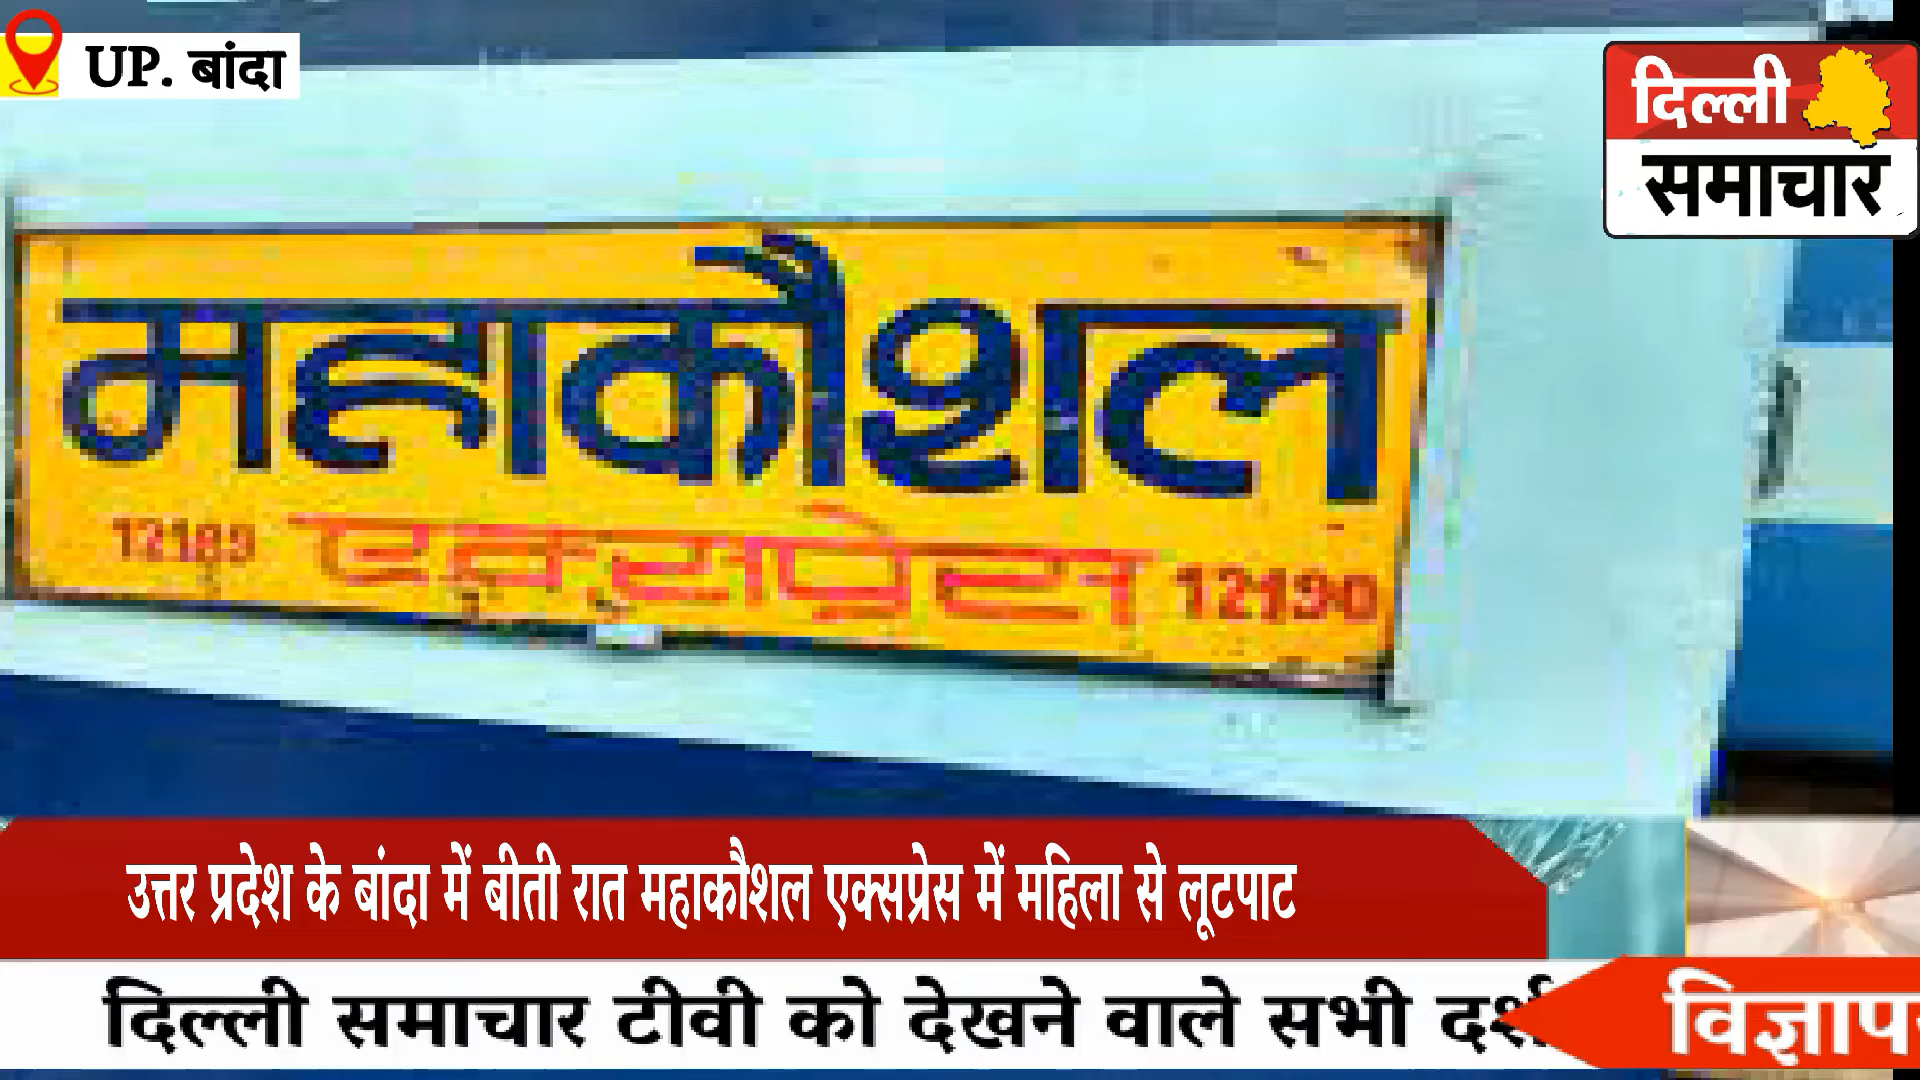 UP. बांदा
दिल्ली
समाचार
महाकौशल
12189 एक्सप्रेस 12190
उत्तर प्रदेश के बांदा में बीती रात महाकौशल एक्सप्रेस में महिला से लूटपाट
दिल्ली समाचार टीवी को देखने वाले सभी